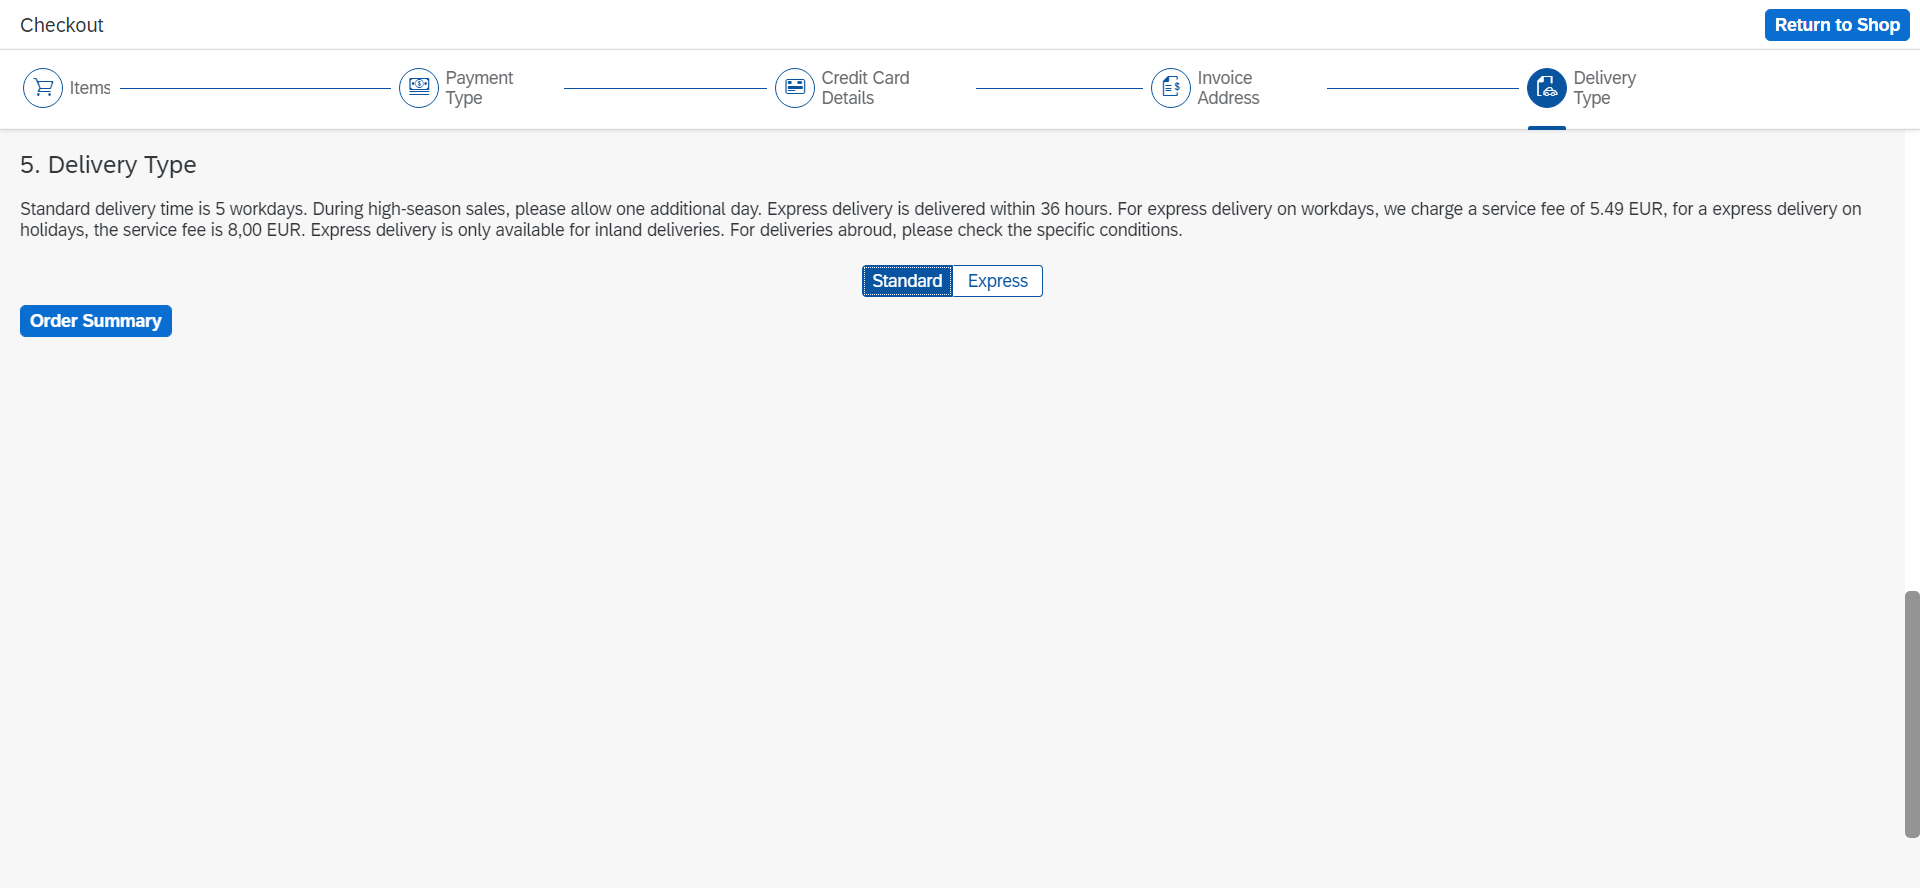 Checkout
Return to Shop
Items
Payment
Type
Credit Card
Details
Invoice
Address
Delivery
Type
5. Delivery Type
Standard delivery time is 5 workdays. During high-season sales, please allow one additional day. Express delivery is delivered within 36 hours. For express delivery on workdays, we charge a service fee of 5.49 EUR, for a express delivery on
holidays, the service fee is 8,00 EUR. Express delivery is only available for inland deliveries. For deliveries abroud, please check the specific conditions.
Standard
Express
Order Summary